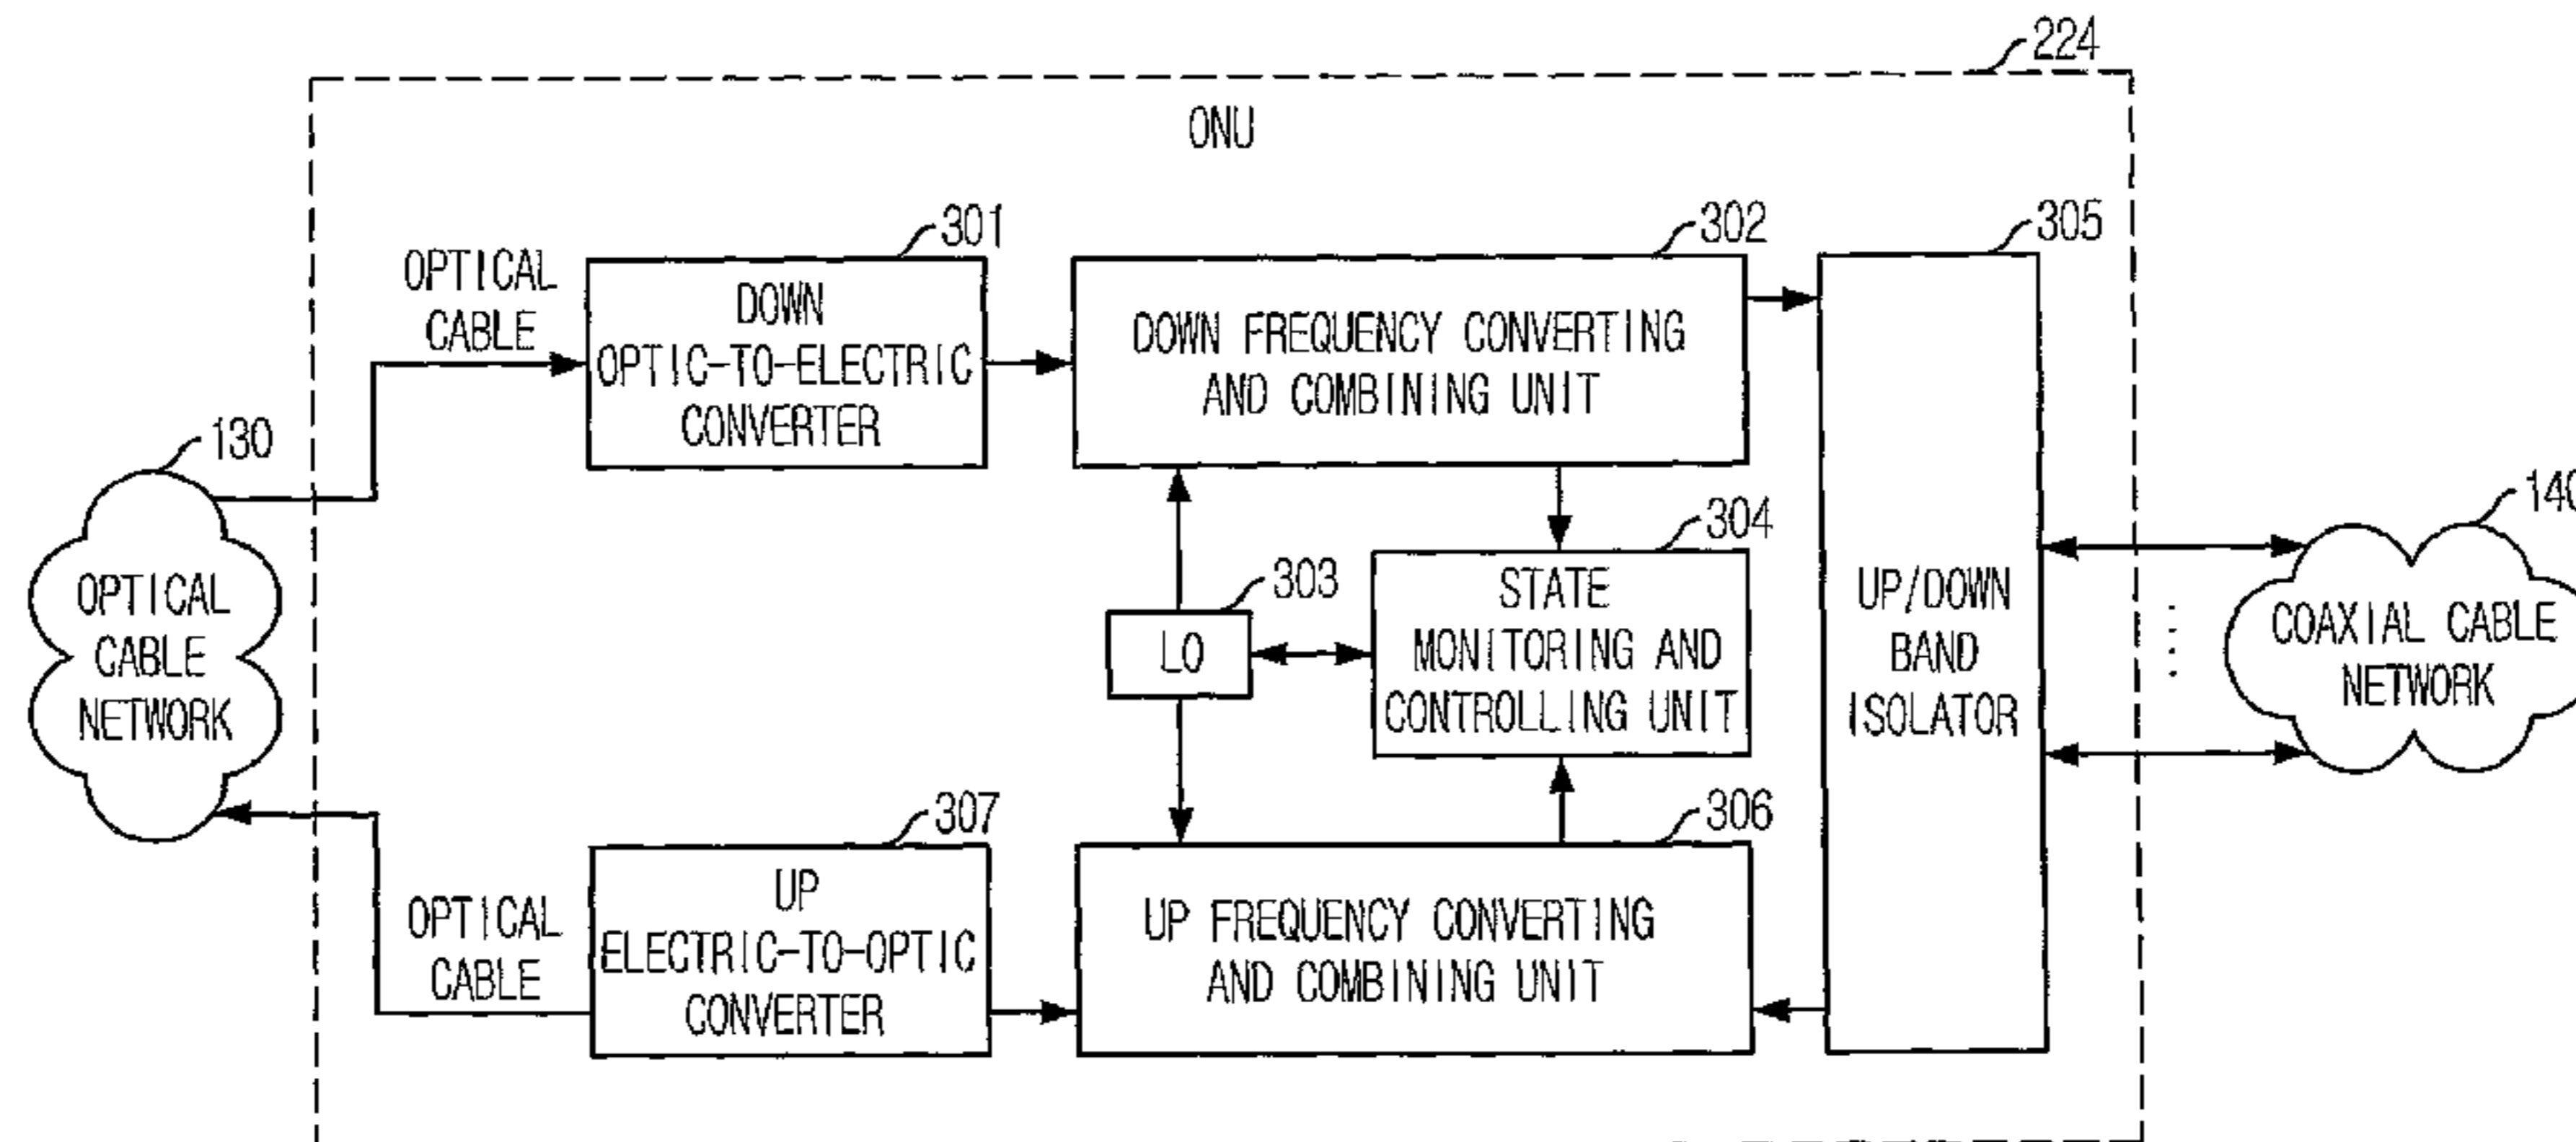 224
ONU
301
302
305
OPTICAL
CABLE
DOWN
OPTIC-TO-ELECTRIC
CONVERTER
DOWN FREQUENCY CONVERTING
AND COMBINING UNIT
130
OPTICAL
CABLE
NETWORK
303
LO
304
STATE
MONITORING AND
CONTROLLING UNIT
UP/DOWN
BAND
ISOLATOR
140
COAXIAL CABLE
NETWORK
307
306
OPTICAL
CABLE
UP
ELECTRIC-TO-OPTIC
CONVERTER
UP FREQUENCY CONVERTING
AND COMBINING UNIT